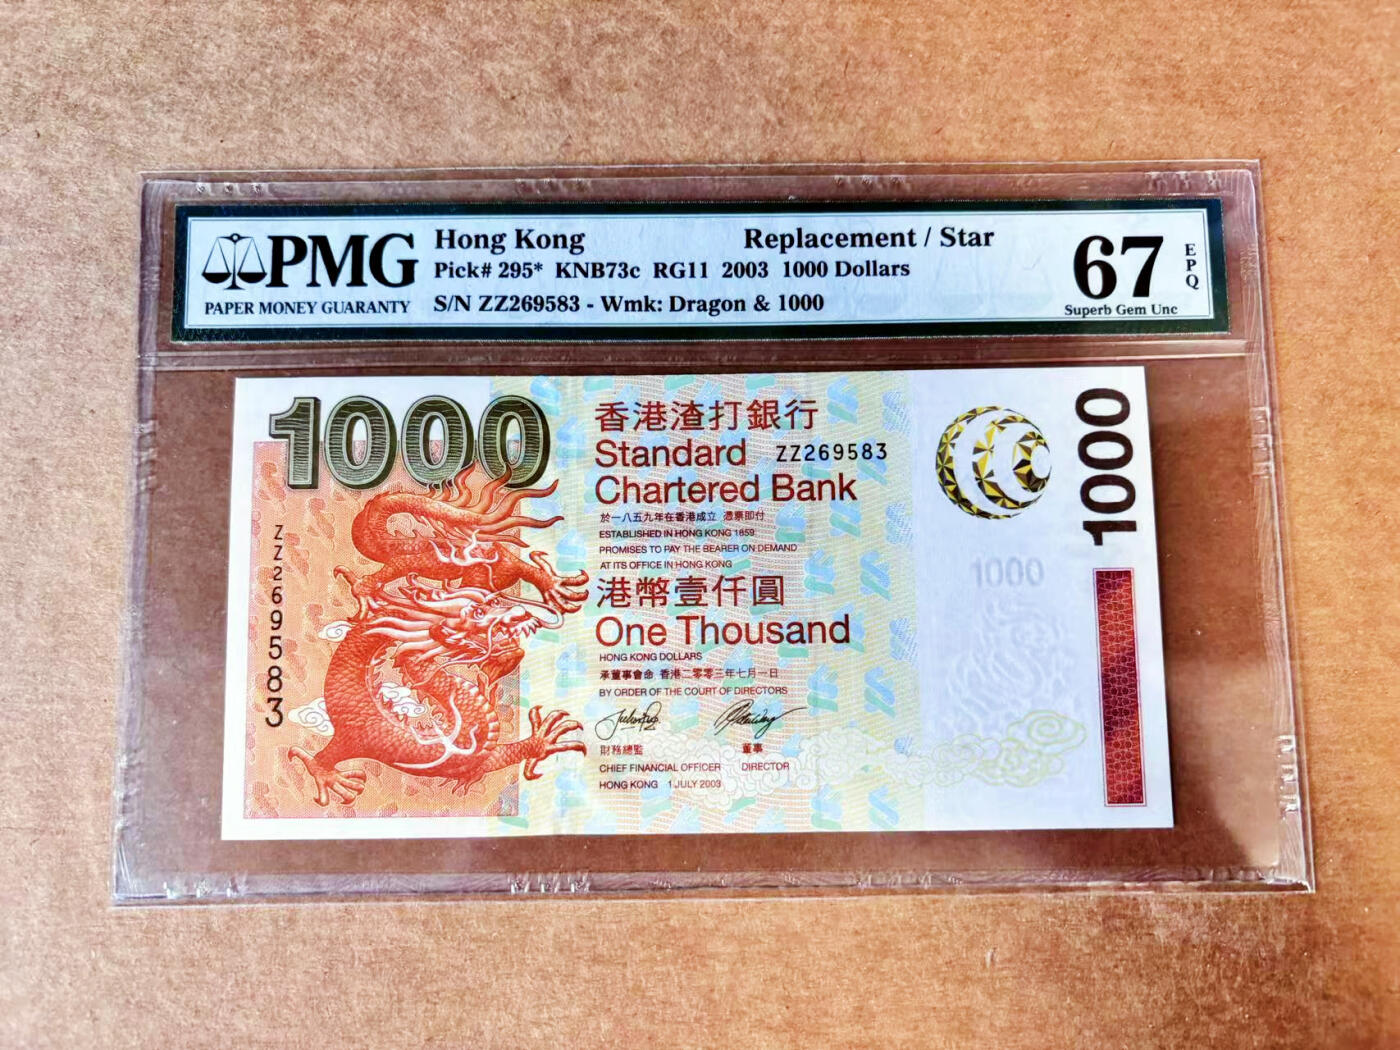 PMG
PAPER MONEY GUARANTY
Hong Kong Replacement / Star
Pick# 295* KNB73c RG11 2003 1000 Dollars
S/N ZZ269583 - Wmk: Dragon & 1000
67
EPQ
Superb Gem Unc
1000
香港渣打銀行
Standard ZZ269583
Chartered Bank
於一八五九年在香港成立 憑票即付
ESTABLISHED IN HONG KONG 1859
PROMISES TO PAY THE BEARER ON DEMAND
AT ITS OFFICE IN HONG KONG
港幣壹仟圓
One Thousand
HONG KONG DOLLARS
承董事會命 香港二零零三年七月一日
BY ORDER OF THE COURT OF DIRECTORS
財務總監 董事
CHIEF FINANCIAL OFFICER DIRECTOR
HONG KONG 1 JULY 2003
ZZ269583
1000
1000